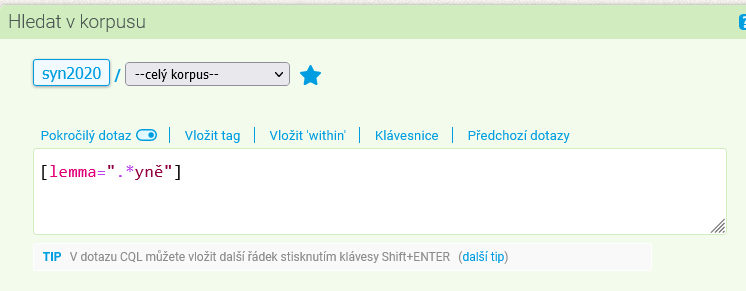 Hledat v korpusu
syn2020 / --celý korpus--
Pokročilý dotaz | Vložit tag | Vložit 'within' | Klávesnice | Předchozí dotazy
[lemma=".*yně"]
TIP V dotazu CQL můžete vložit další řádek stisknutím klávesy Shift+ENTER (další tip)